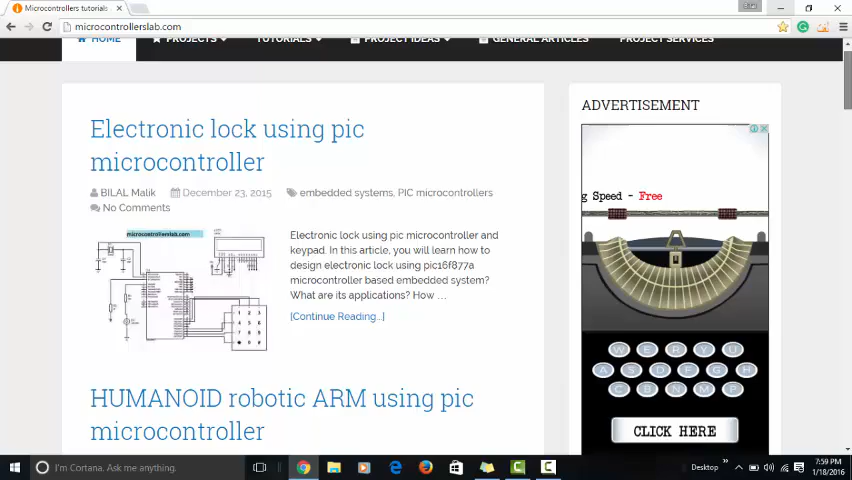 Microcontrollers tutorials
microcontrollerslab.com
HOME PROJECTS TUTORIALS PROJECT IDEAS GENERAL ARTICLES PROJECT SERVICES
Electronic lock using pic
microcontroller
BILAL Malik December 23, 2015 embedded systems, PIC microcontrollers
No Comments
microcontrollerslab.com
Electronic lock using pic microcontroller and
keypad. In this article, you will learn how to
design electronic lock using pic16f877a
microcontroller based embedded system?
What are its applications? How …
[Continue Reading...]
HUMANOID robotic ARM using pic
microcontroller
ADVERTISEMENT
g Speed - Free
W E R Y U
A S D F G H
C B N M P
CLICK HERE
I'm Cortana. Ask me anything.
Desktop
7:59 PM
1/18/2016